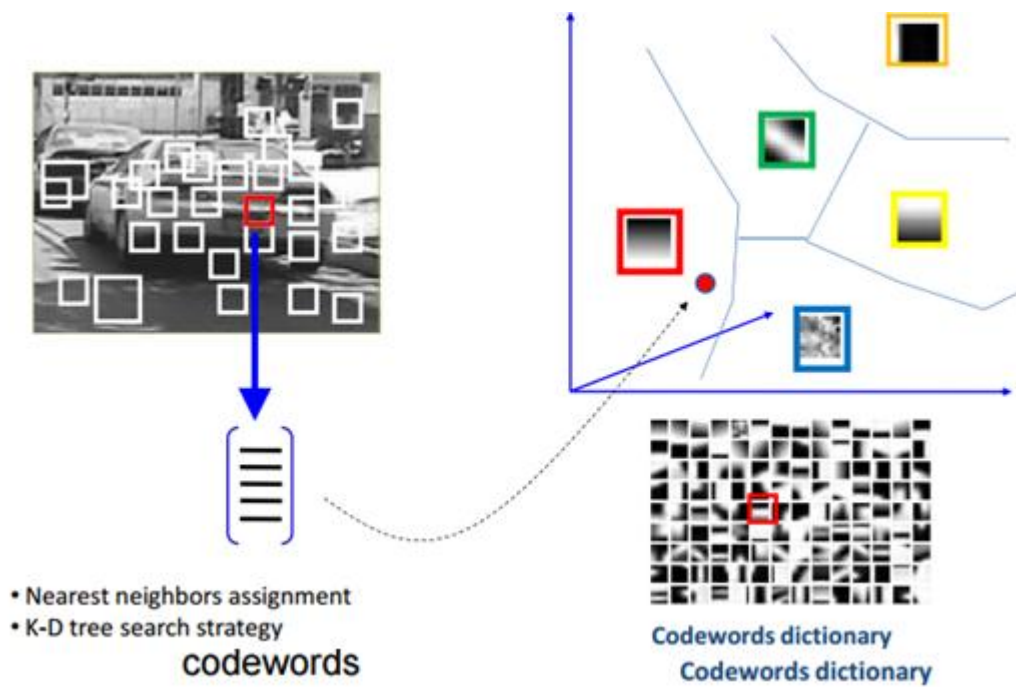 • Nearest neighbors assignment
• K-D tree search strategy
codewords
Codewords dictionary
Codewords dictionary